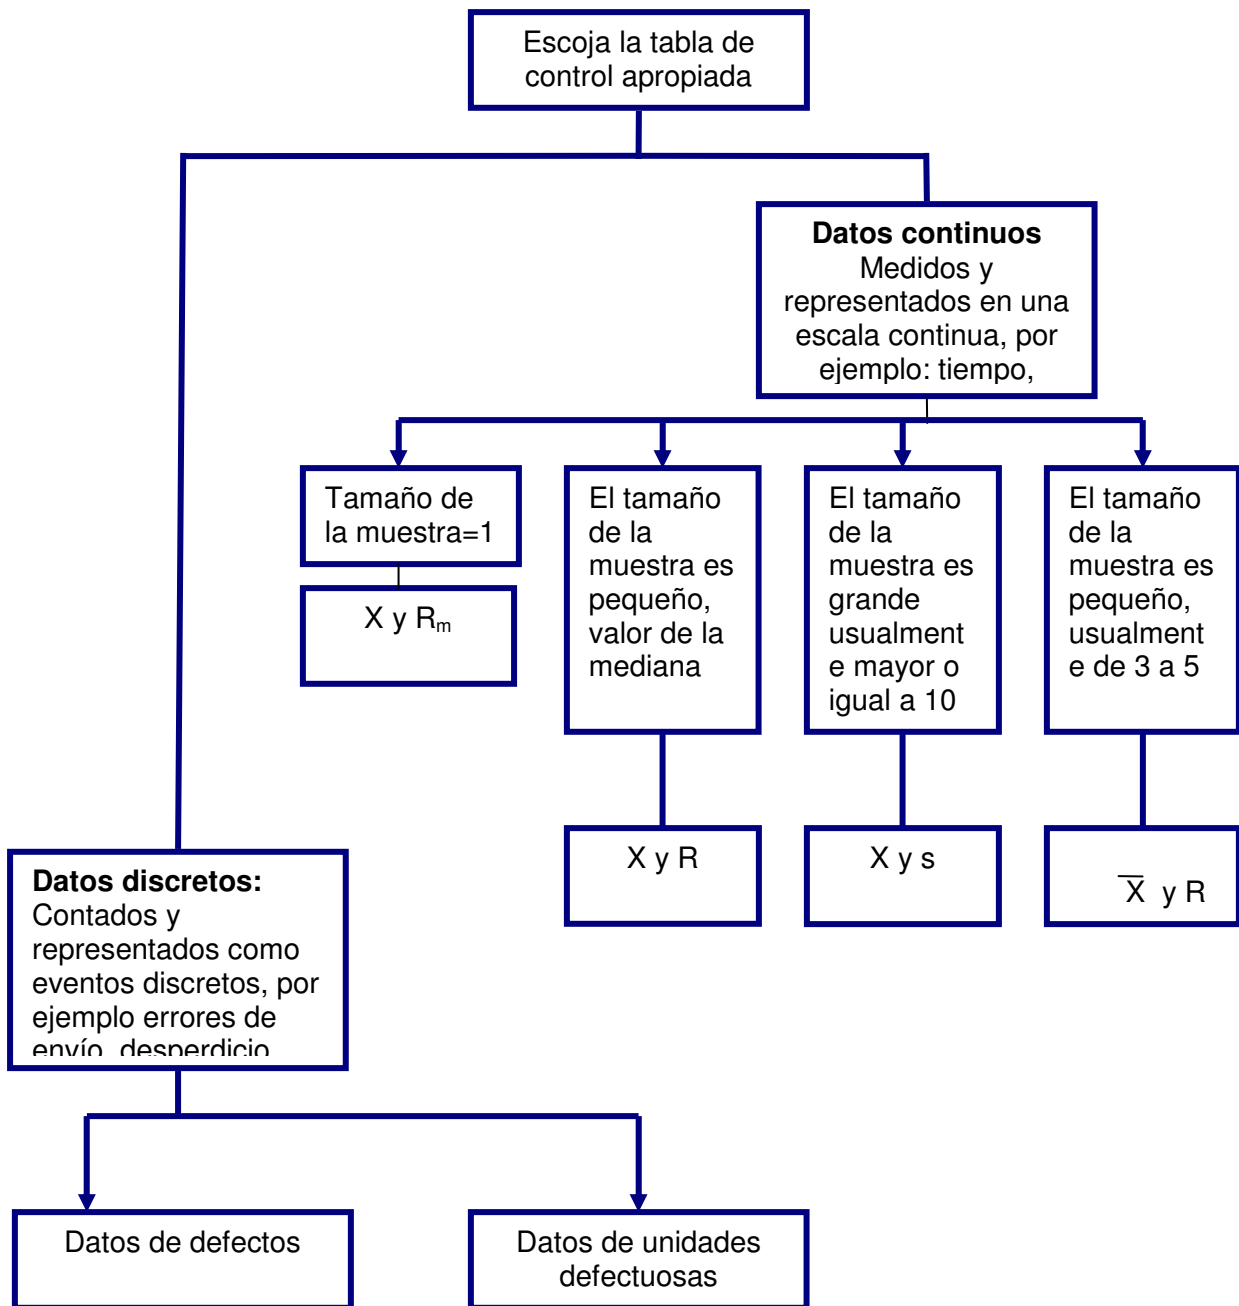 Escoja la tabla de
control apropiada
Datos continuos
Medidos y
representados en una
escala continua, por
ejemplo: tiempo,
Tamaño de
la muestra=1
X y Rm
El tamaño
de la
muestra es
pequeño,
valor de la
mediana
X y R
El tamaño
de la
muestra es
grande
usualment
e mayor o
igual a 10
X y s
El tamaño
de la
muestra es
pequeño,
usualment
e de 3 a 5
X̅ y R
Datos discretos:
Contados y
representados como
eventos discretos, por
ejemplo errores de
envío, desperdicio
Datos de defectos
Datos de unidades
defectuosas